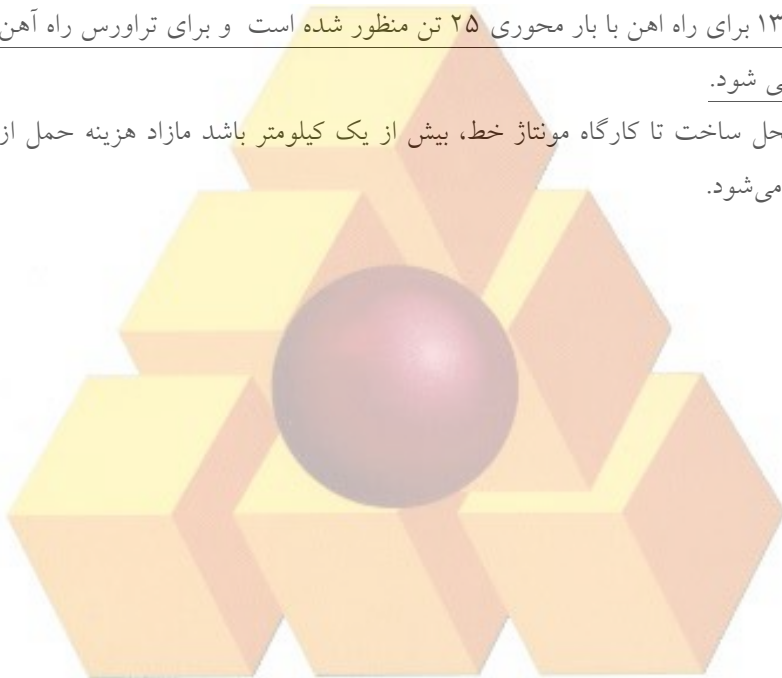 ۱۳ برای راه اهن با بار محوری ۲۵ تن منظور شده است و برای تراورس راه آهن
ی شود.
حل ساخت تا کارگاه مونتاژ خط، بیش از یک کیلومتر باشد مازاد هزینه حمل از
می‌شود.